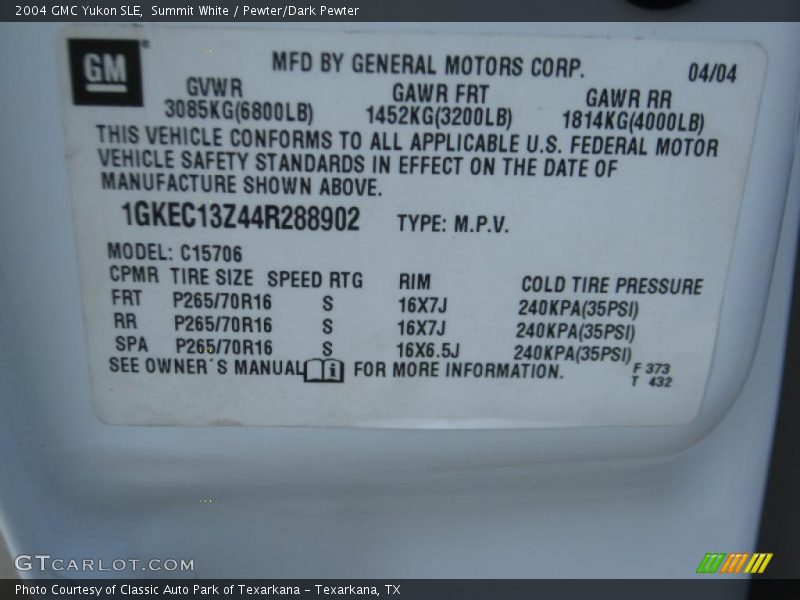 2004 GMC Yukon SLE, Summit White / Pewter/Dark Pewter
GM
MFD BY GENERAL MOTORS CORP. 04/04
GVWR GAWR FRT GAWR RR
3085KG(6800LB) 1452KG(3200LB) 1814KG(4000LB)
THIS VEHICLE CONFORMS TO ALL APPLICABLE U.S. FEDERAL MOTOR
VEHICLE SAFETY STANDARDS IN EFFECT ON THE DATE OF
MANUFACTURE SHOWN ABOVE.
1GKEC13Z44R288902 TYPE: M.P.V.
MODEL: C15706
CPMR TIRE SIZE SPEED RTG RIM COLD TIRE PRESSURE
FRT P265/70R16 S 16X7J 240KPA(35PSI)
RR P265/70R16 S 16X7J 240KPA(35PSI)
SPA P265/70R16 S 16X6.5J 240KPA(35PSI)
SEE OWNER´S MANUAL i FOR MORE INFORMATION. F 373
T 432
GTCARLOT.COM
Photo Courtesy of Classic Auto Park of Texarkana - Texarkana, TX